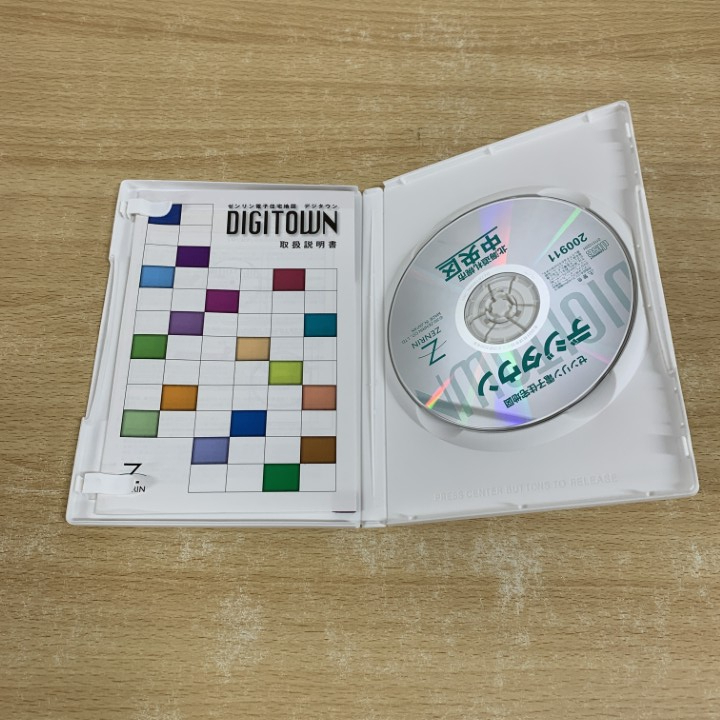 ゼンリン電子住宅地図 デジタウン
DIGITOWN
取扱説明書
Z
ZENRIN
200911
北海道札幌市
中央区
ZENRIN
DIGITOWN
ゼンリン電子住宅地図
デジタウン
PRESS CENTER BUTTONS TO RELEASE